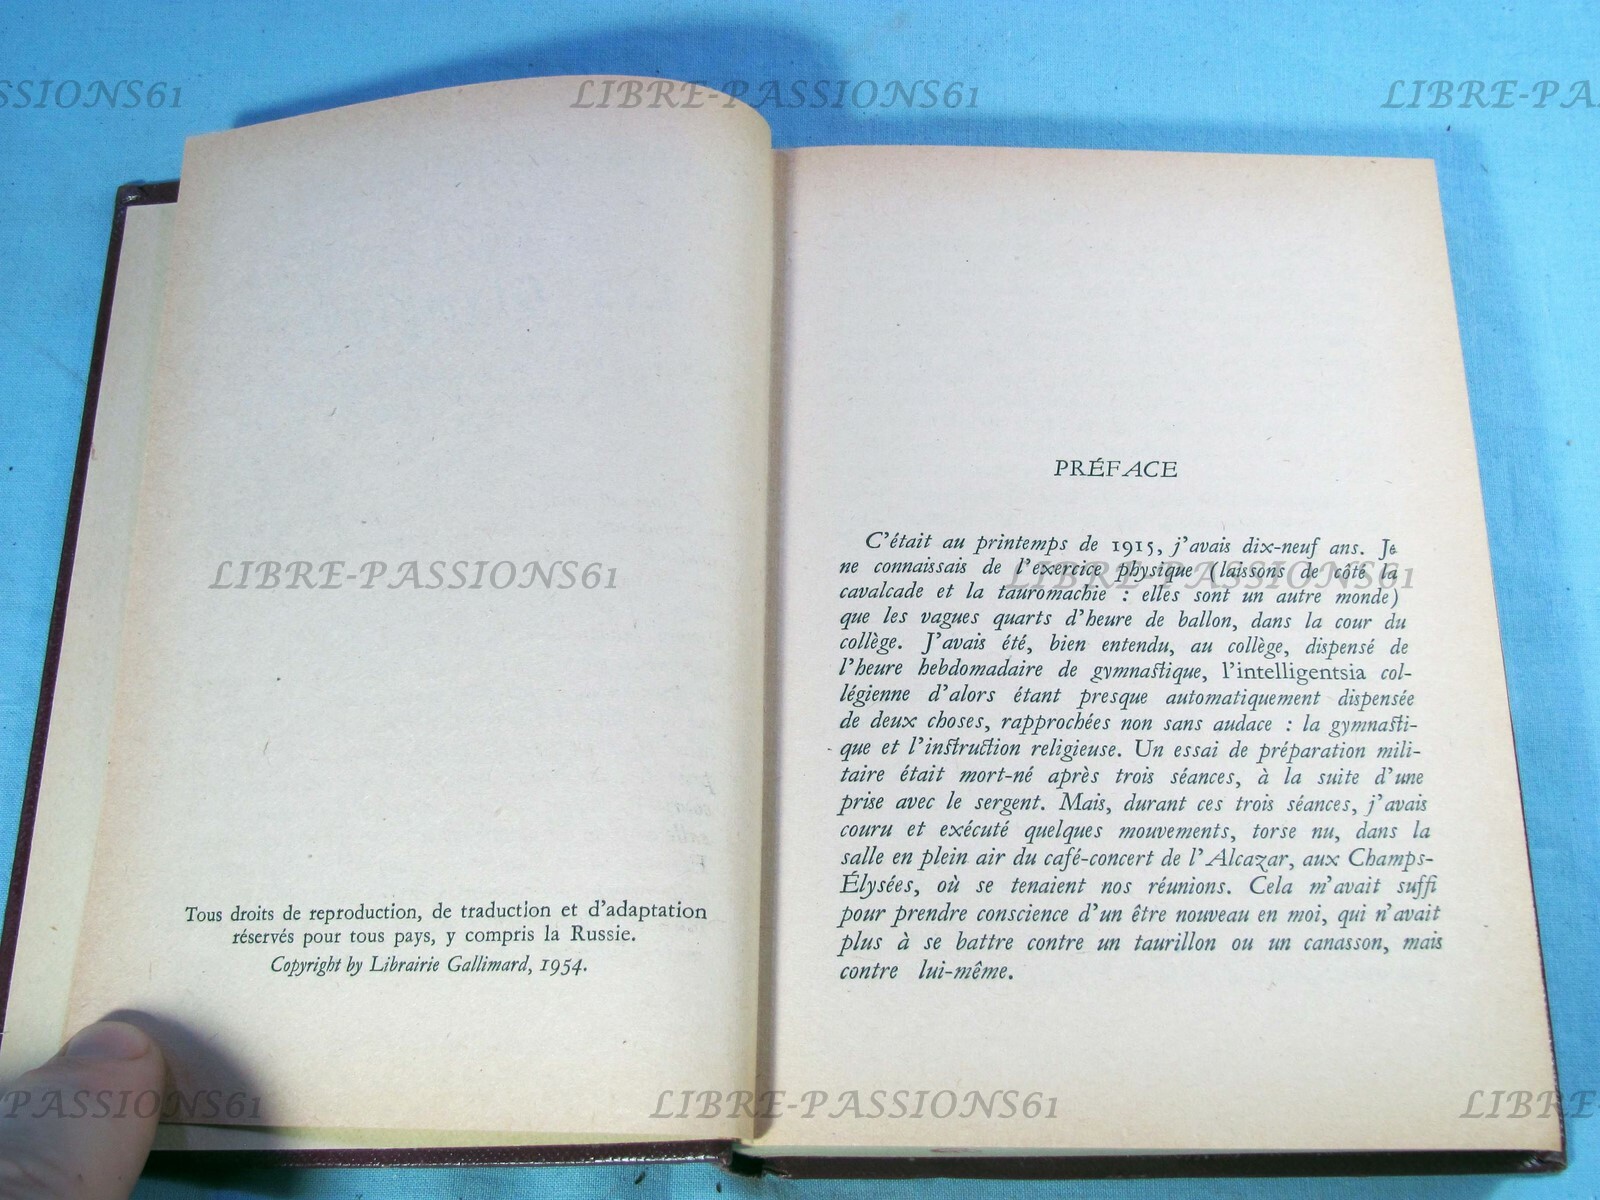 SSIONS61
LIBRE-PASSIONS61
LIBRE-PA
LIBRE-PASSIONS61
LIBRE-PASSIONS61
PASSIONS61
LIBRE-PASSIONS61
LIBRE
Tous droits de reproduction, de traduction et d'adaptation
réservés pour tous pays, y compris la Russie.
Copyright by Librairie Gallimard, 1954.
PRÉFACE
C'était au printemps de 1915, j'avais dix-neuf ans. Je
ne connaissais de l'exercice physique (laissons de côté la
cavalcade et la tauromachie : elles sont un autre monde)
que les vagues quarts d'heure de ballon, dans la cour du
collège. J'avais été, bien entendu, au collège, dispensé de
l'heure hebdomadaire de gymnastique, l'intelligentsia col-
légienne d'alors étant presque automatiquement dispensée
de deux choses, rapprochées non sans audace : la gymnasti-
que et l'instruction religieuse. Un essai de préparation mili-
taire était mort-né après trois séances, à la suite d'une
prise avec le sergent. Mais, durant ces trois séances, j'avais
couru et exécuté quelques mouvements, torse nu, dans la
salle en plein air du café-concert de l'Alcazar, aux Champs-
Élysées, où se tenaient nos réunions. Cela m'avait suffi
pour prendre conscience d'un être nouveau en moi, qui n'avait
plus à se battre contre un taurillon ou un canasson, mais
contre lui-même.